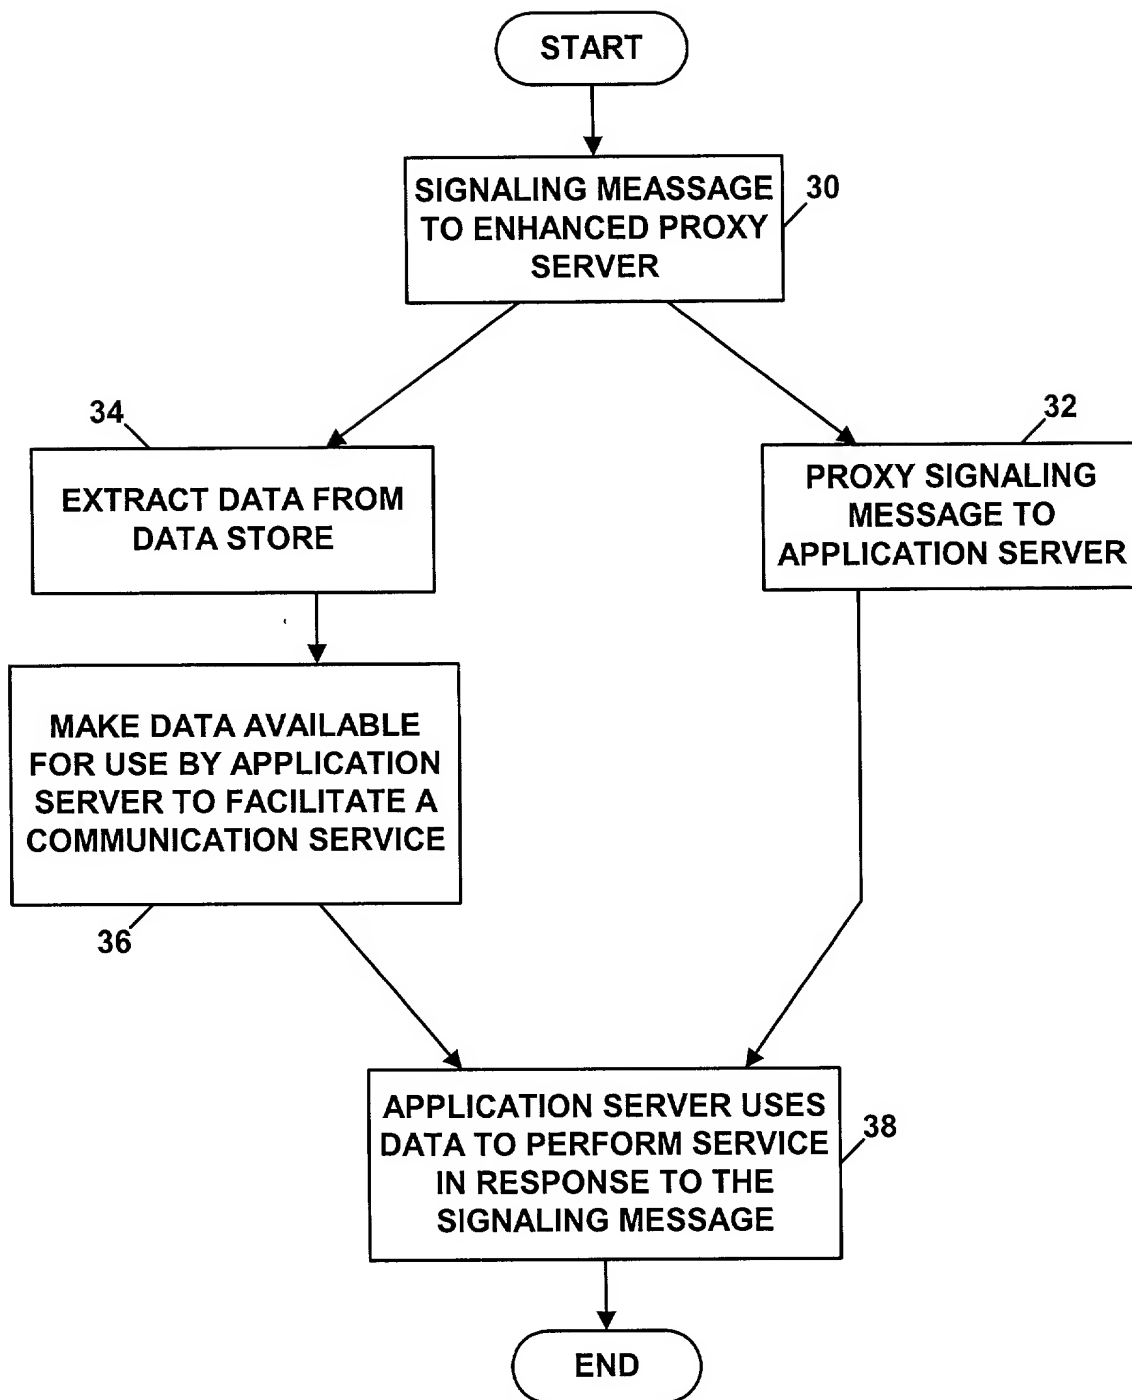 START
SIGNALING MEASSAGE
TO ENHANCED PROXY
SERVER
30
34
32
EXTRACT DATA FROM
DATA STORE
PROXY SIGNALING
MESSAGE TO
APPLICATION SERVER
MAKE DATA AVAILABLE
FOR USE BY APPLICATION
SERVER TO FACILITATE A
COMMUNICATION SERVICE
36
APPLICATION SERVER USES
DATA TO PERFORM SERVICE
IN RESPONSE TO THE
SIGNALING MESSAGE
38
END